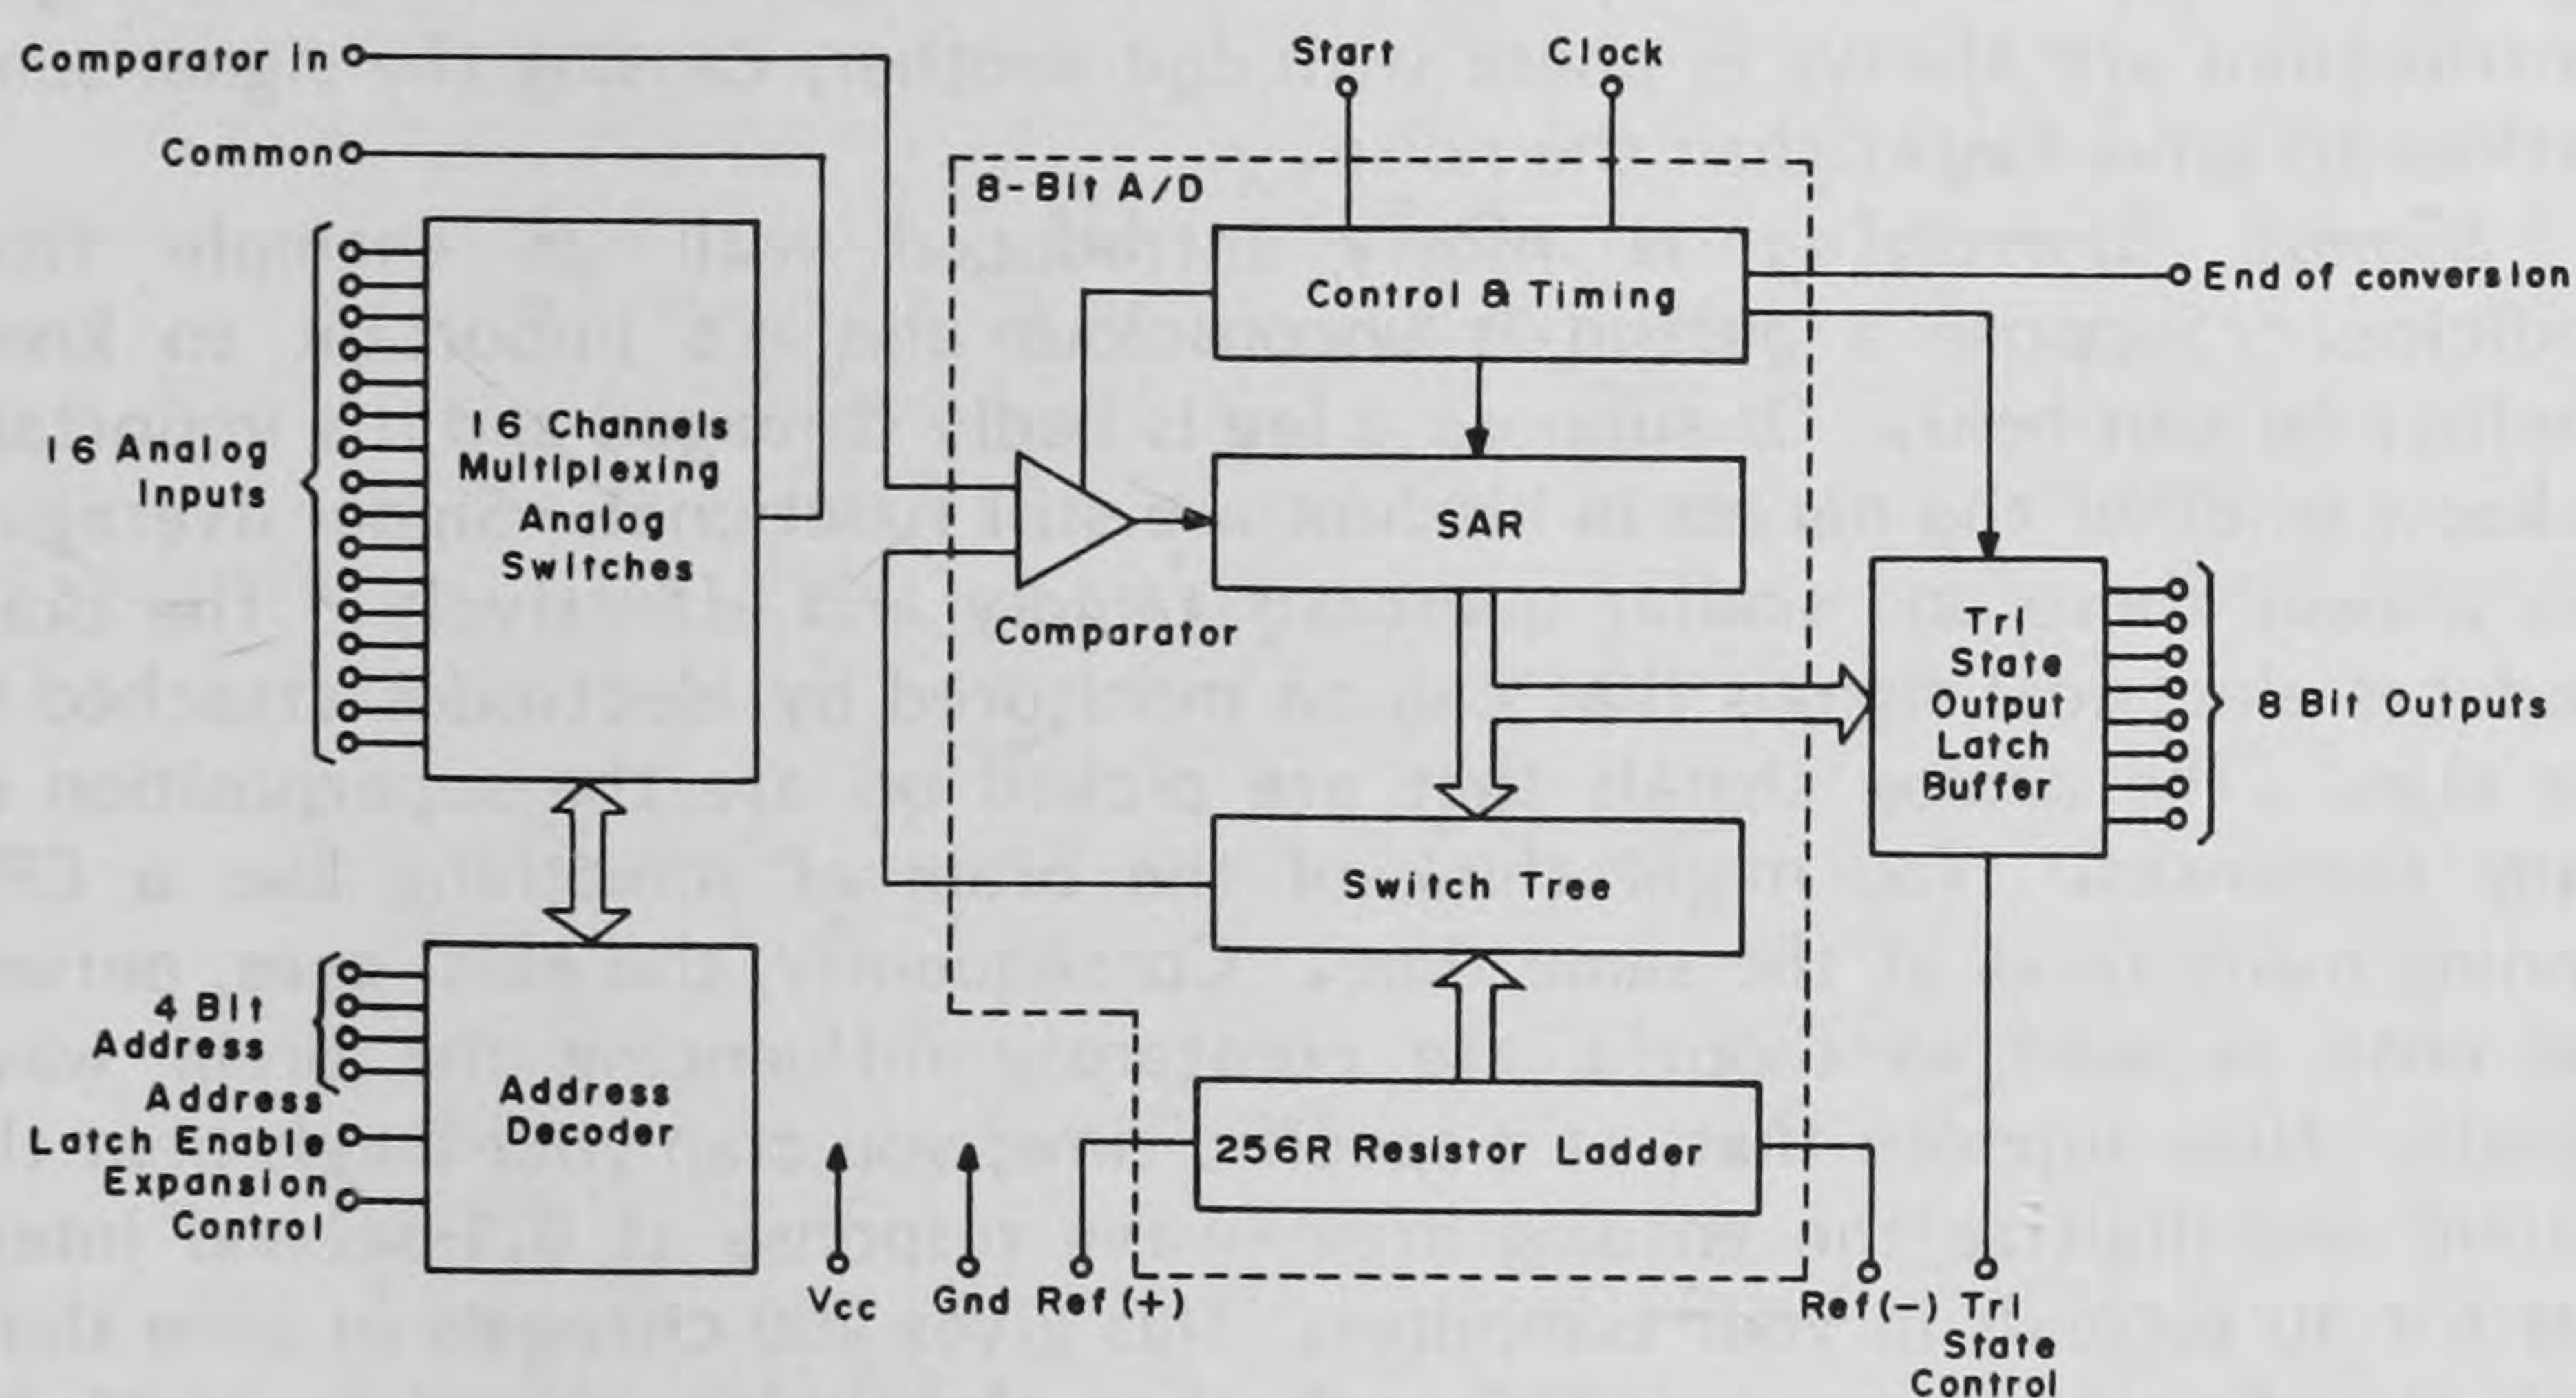 Comparator In
Common
Start
Clock
8-Bit A/D
Control & Timing
End of conversion
16 Analog
Inputs
16 Channels
Multiplexing
Analog
Switches
SAR
Comparator
Tri
State
Output
Latch
Buffer
8 Bit Outputs
Switch Tree
4 Bit
Address
Address
Latch Enable
Expansion
Control
Address
Decoder
256R Resistor Ladder
Vcc
Gnd
Ref (+)
Ref(-)
Tri
State
Control